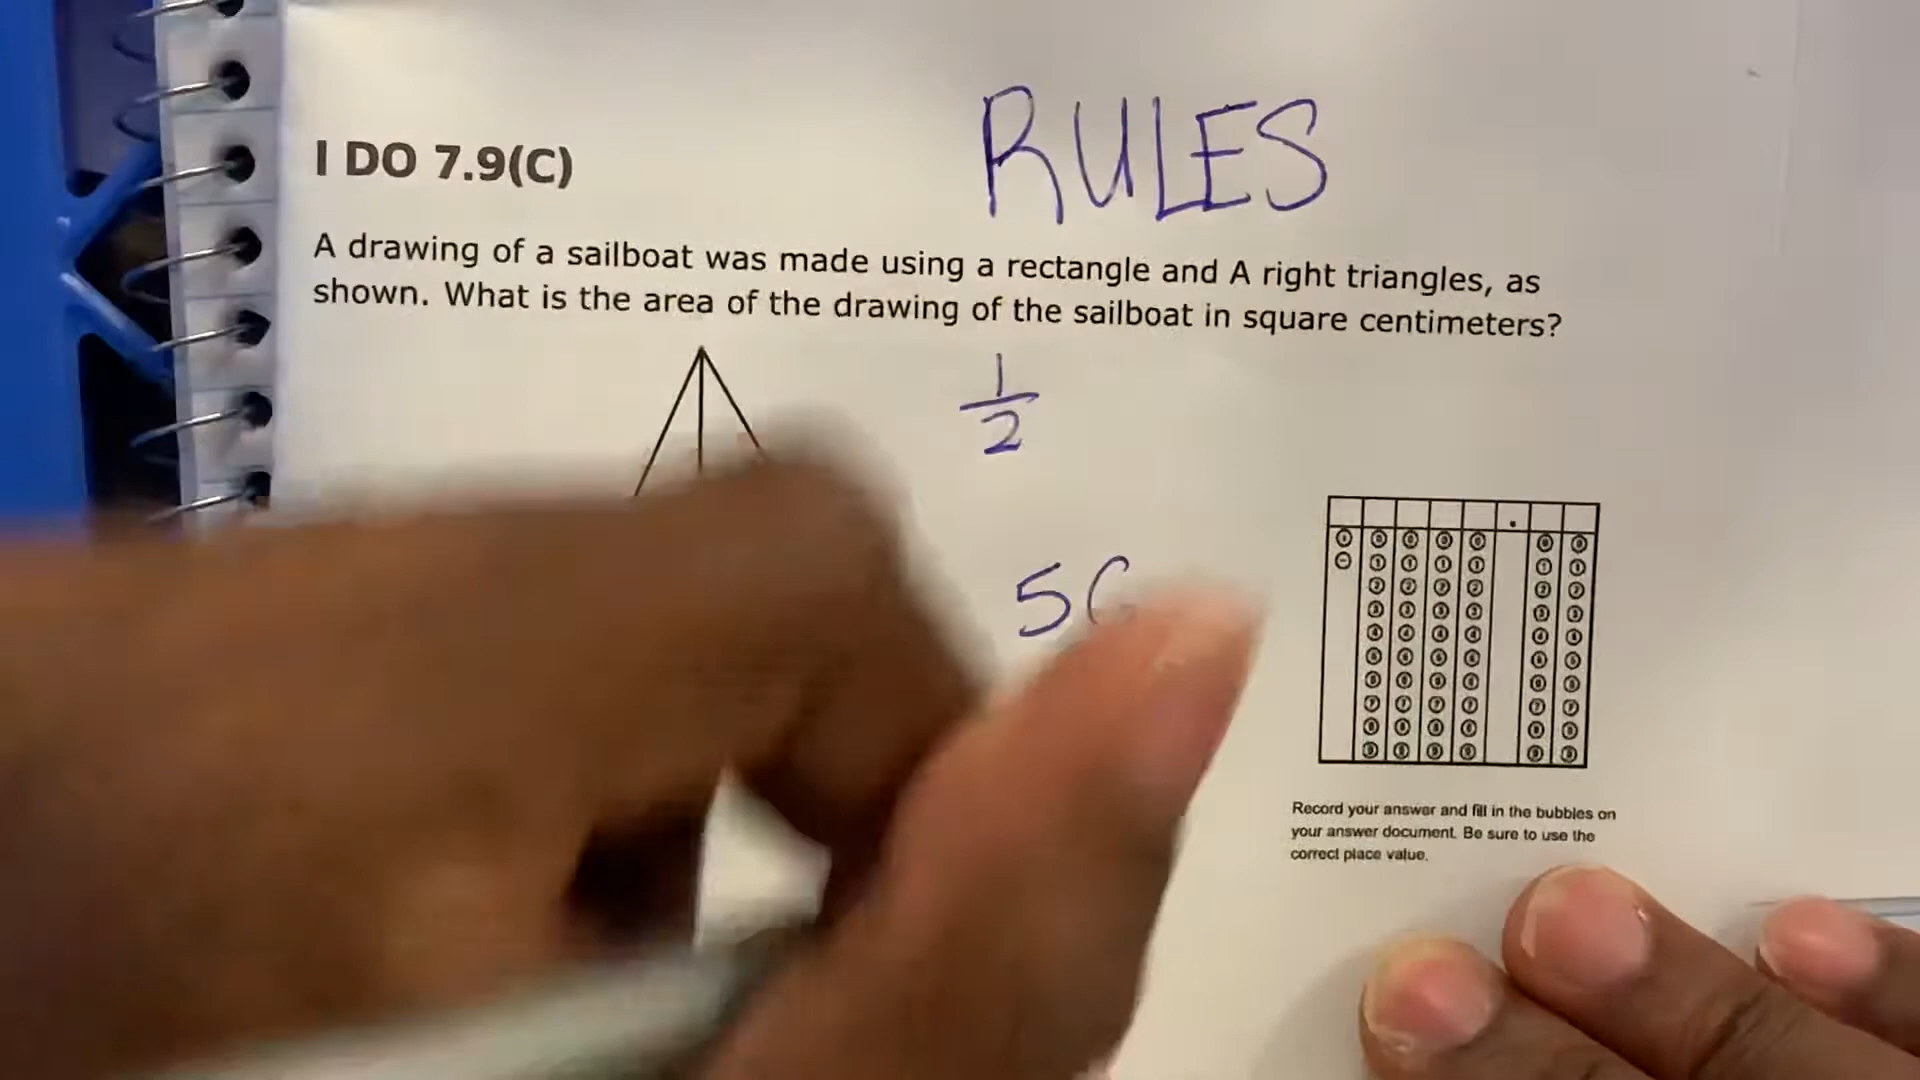 RULES
I DO 7.9(C)
A drawing of a sailboat was made using a rectangle and A right triangles, as
shown. What is the area of the drawing of the sailboat in square centimeters?
1
2
5
.
Record your answer and fill in the bubbles on
your answer document. Be sure to use the
correct place value.